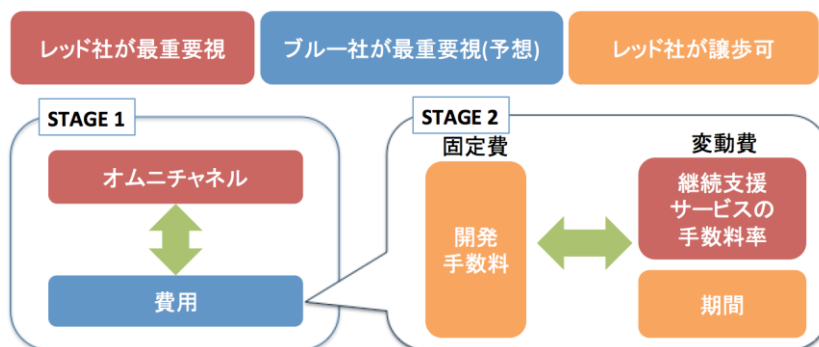 レッド社が最重要視
ブルー社が最重要視(予想)
レッド社が譲歩可
STAGE 1
オムニチャネル
費用
STAGE 2
固定費
開発
手数料
変動費
継続支援
サービスの
手数料率
期間